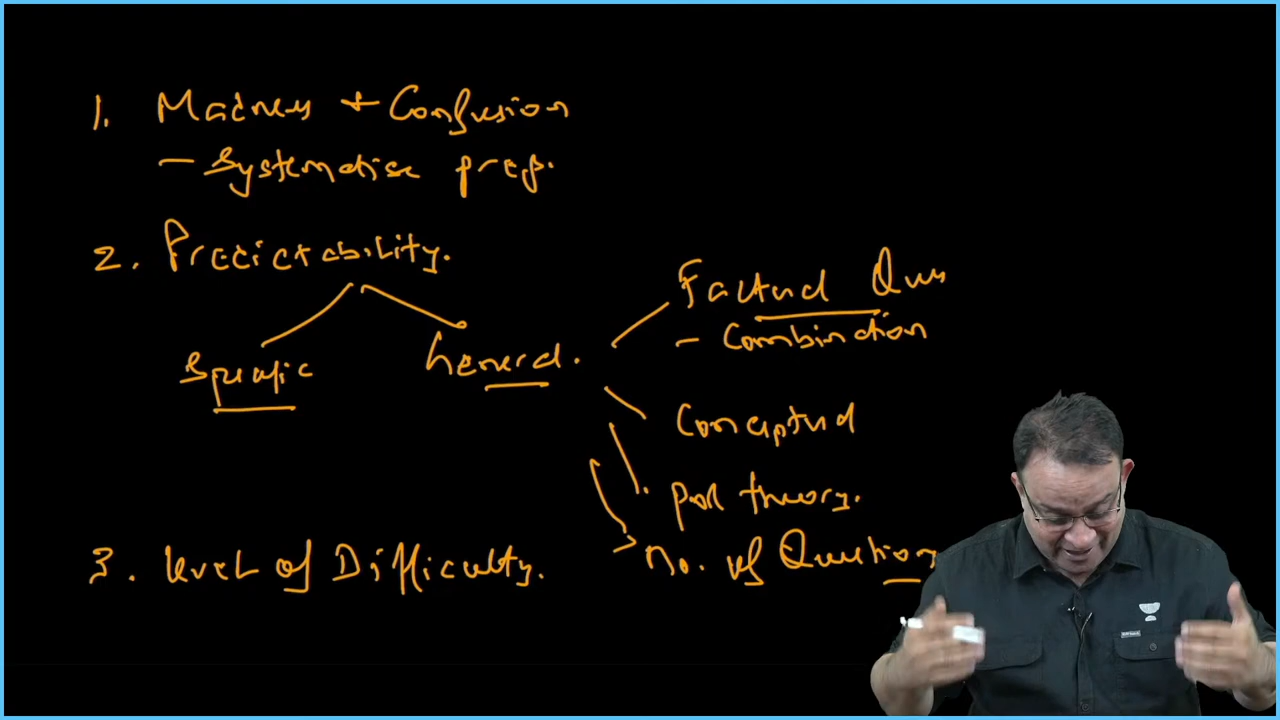 1. Madness + Confusion
- Systematise prep.
2. Predictability.
Specific
General.
Factual Ques
- Combination
Conceptual
Pol theory.
No. of Questions
3. Level of Difficulty.